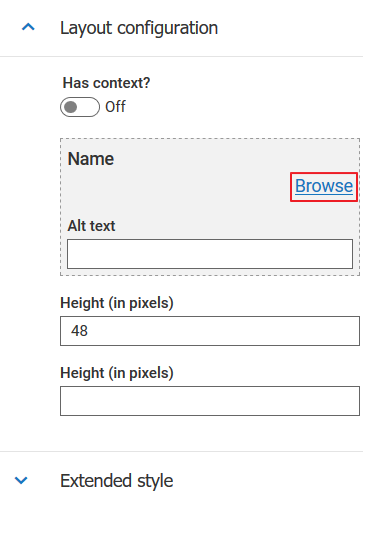 Layout configuration
Has context?
Off
Name
Browse
Alt text
Height (in pixels)
48
Height (in pixels)
Extended style